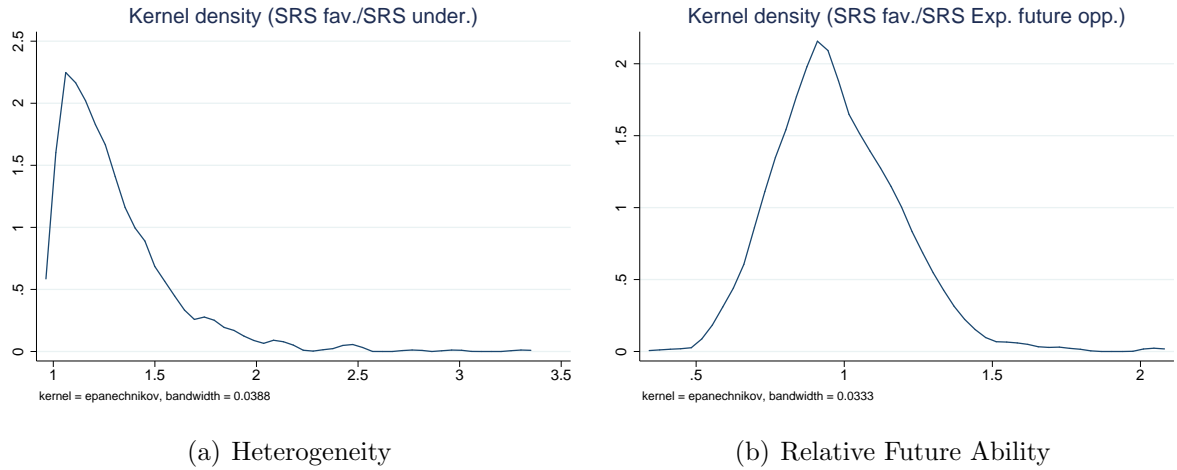 Kernel density (SRS fav./SRS under.)
2.5
2
1.5
1
.5
0
1 1.5 2 2.5 3 3.5
kernel = epanechnikov, bandwidth = 0.0388
(a) Heterogeneity
Kernel density (SRS fav./SRS Exp. future opp.)
2
1.5
1
.5
0
.5 1 1.5 2
kernel = epanechnikov, bandwidth = 0.0333
(b) Relative Future Ability